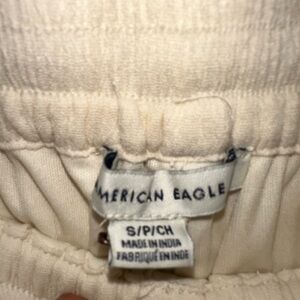 AMERICAN EAGLE
S/P/CH
MADE IN INDIA
FABRIQUÉ EN INDE